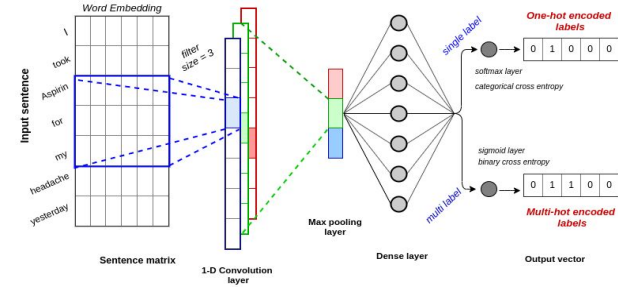 Word Embedding
Input sentence
I
took
Aspirin
for
my
headache
yesterday
Sentence matrix
filter
size = 3
1-D Convolution
layer
Max pooling
layer
Dense layer
single label
multi label
One-hot encoded
labels
0 1 0 0 0
softmax layer
categorical cross entropy
sigmoid layer
binary cross entropy
0 1 1 0 0
Multi-hot encoded
labels
Output vector